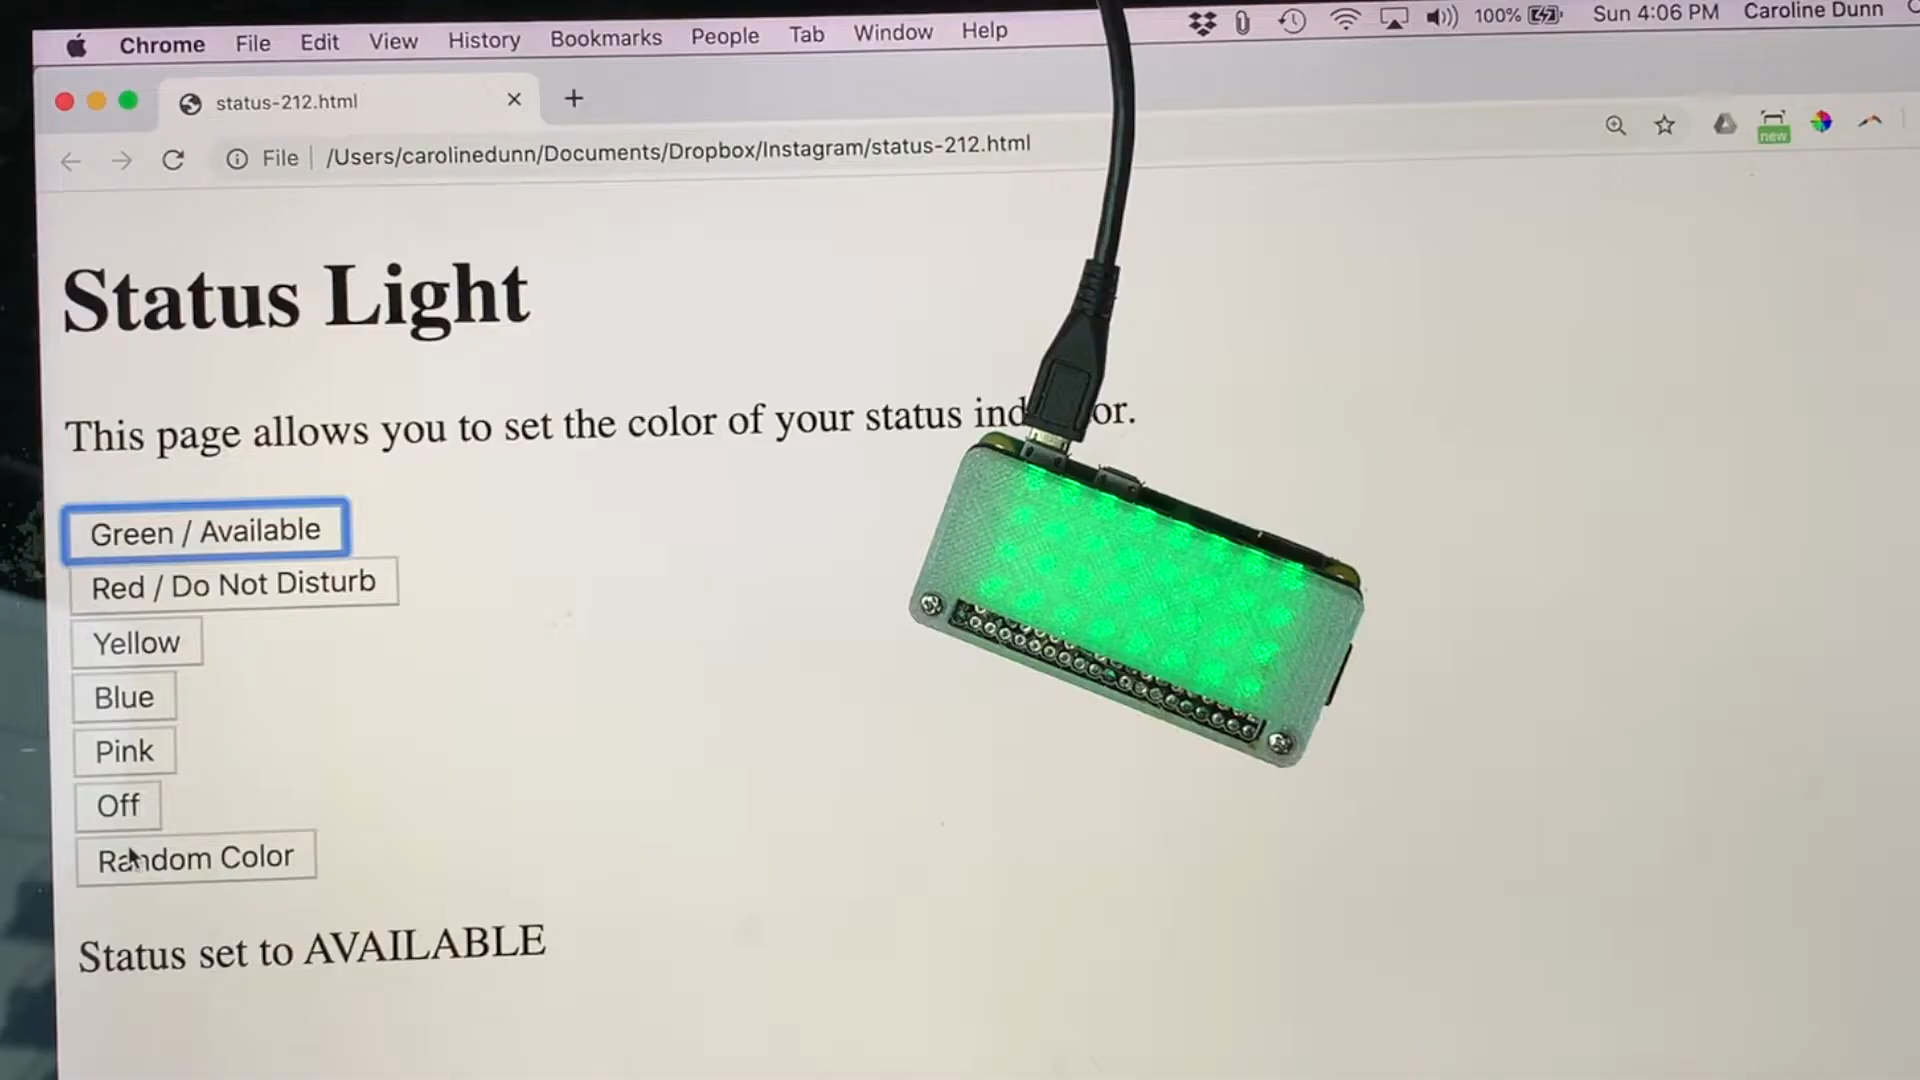 Chrome File Edit View History Bookmarks People Tab Window Help 100% Sun 4:06 PM Caroline Dunn
status-212.html
File /Users/carolinedunn/Documents/Dropbox/Instagram/status-212.html
new
Status Light
This page allows you to set the color of your status ind or.
Green / Available
Red / Do Not Disturb
Yellow
Blue
Pink
Off
Random Color
Status set to AVAILABLE